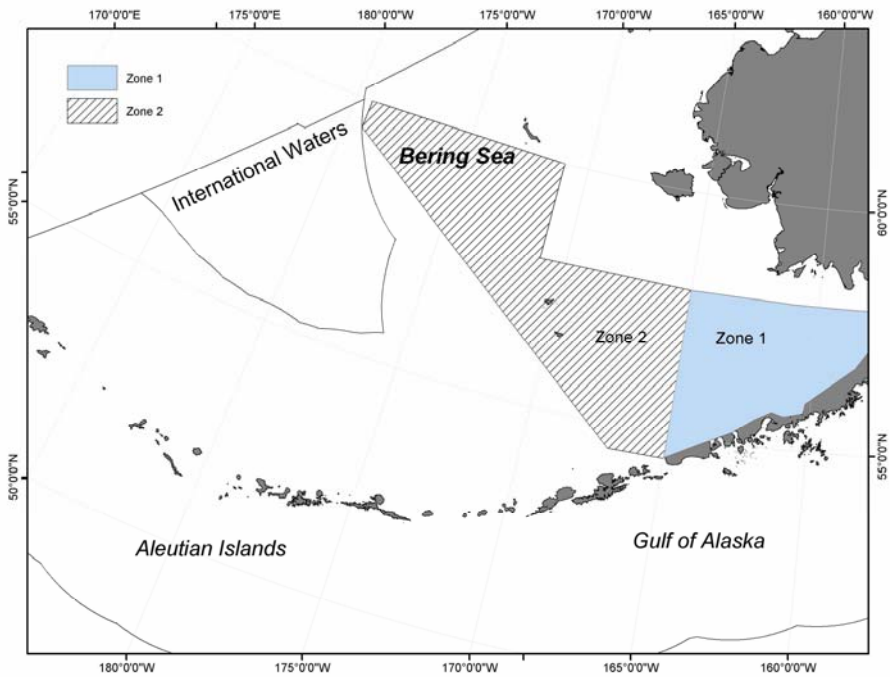 170°0'0"E
175°0'0"E
180°0'0"W
175°0'0"W
170°0'0"W
165°0'0"W
160°0'0"W
Zone 1
Zone 2
International Waters
Bering Sea
55°0'0"N
60°0'0"N
Zone 2
Zone 1
50°0'0"N
55°0'0"N
Aleutian Islands
Gulf of Alaska
180°0'0"W
175°0'0"W
170°0'0"W
165°0'0"W
160°0'0"W